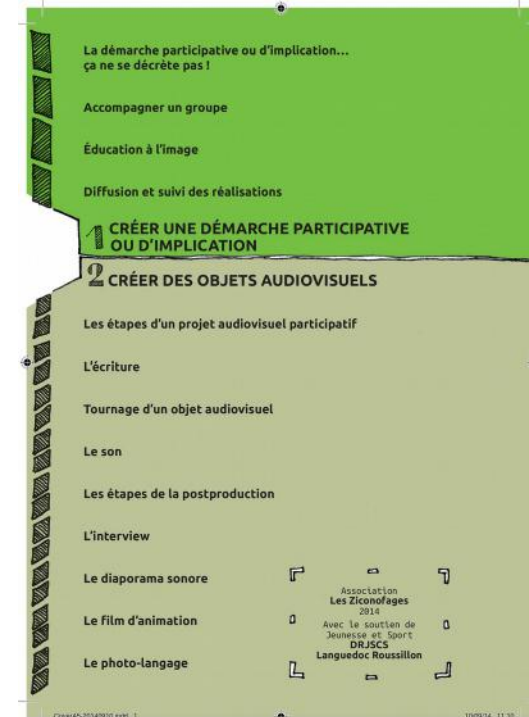 La démarche participative ou d'implication...
ça ne se décrète pas !
Accompagner un groupe
Éducation à l'image
Diffusion et suivi des réalisations
1 CRÉER UNE DÉMARCHE PARTICIPATIVE
OU D'IMPLICATION
2 CRÉER DES OBJETS AUDIOVISUELS
Les étapes d'un projet audiovisuel participatif
L'écriture
Tournage d'un objet audiovisuel
Le son
Les étapes de la postproduction
L'interview
Le diaporama sonore
Le film d'animation
Le photo-langage
Association
Les Ziconofages
2014
Avec le soutien de
Jeunesse et Sport
DRJSCS
Languedoc Roussillon